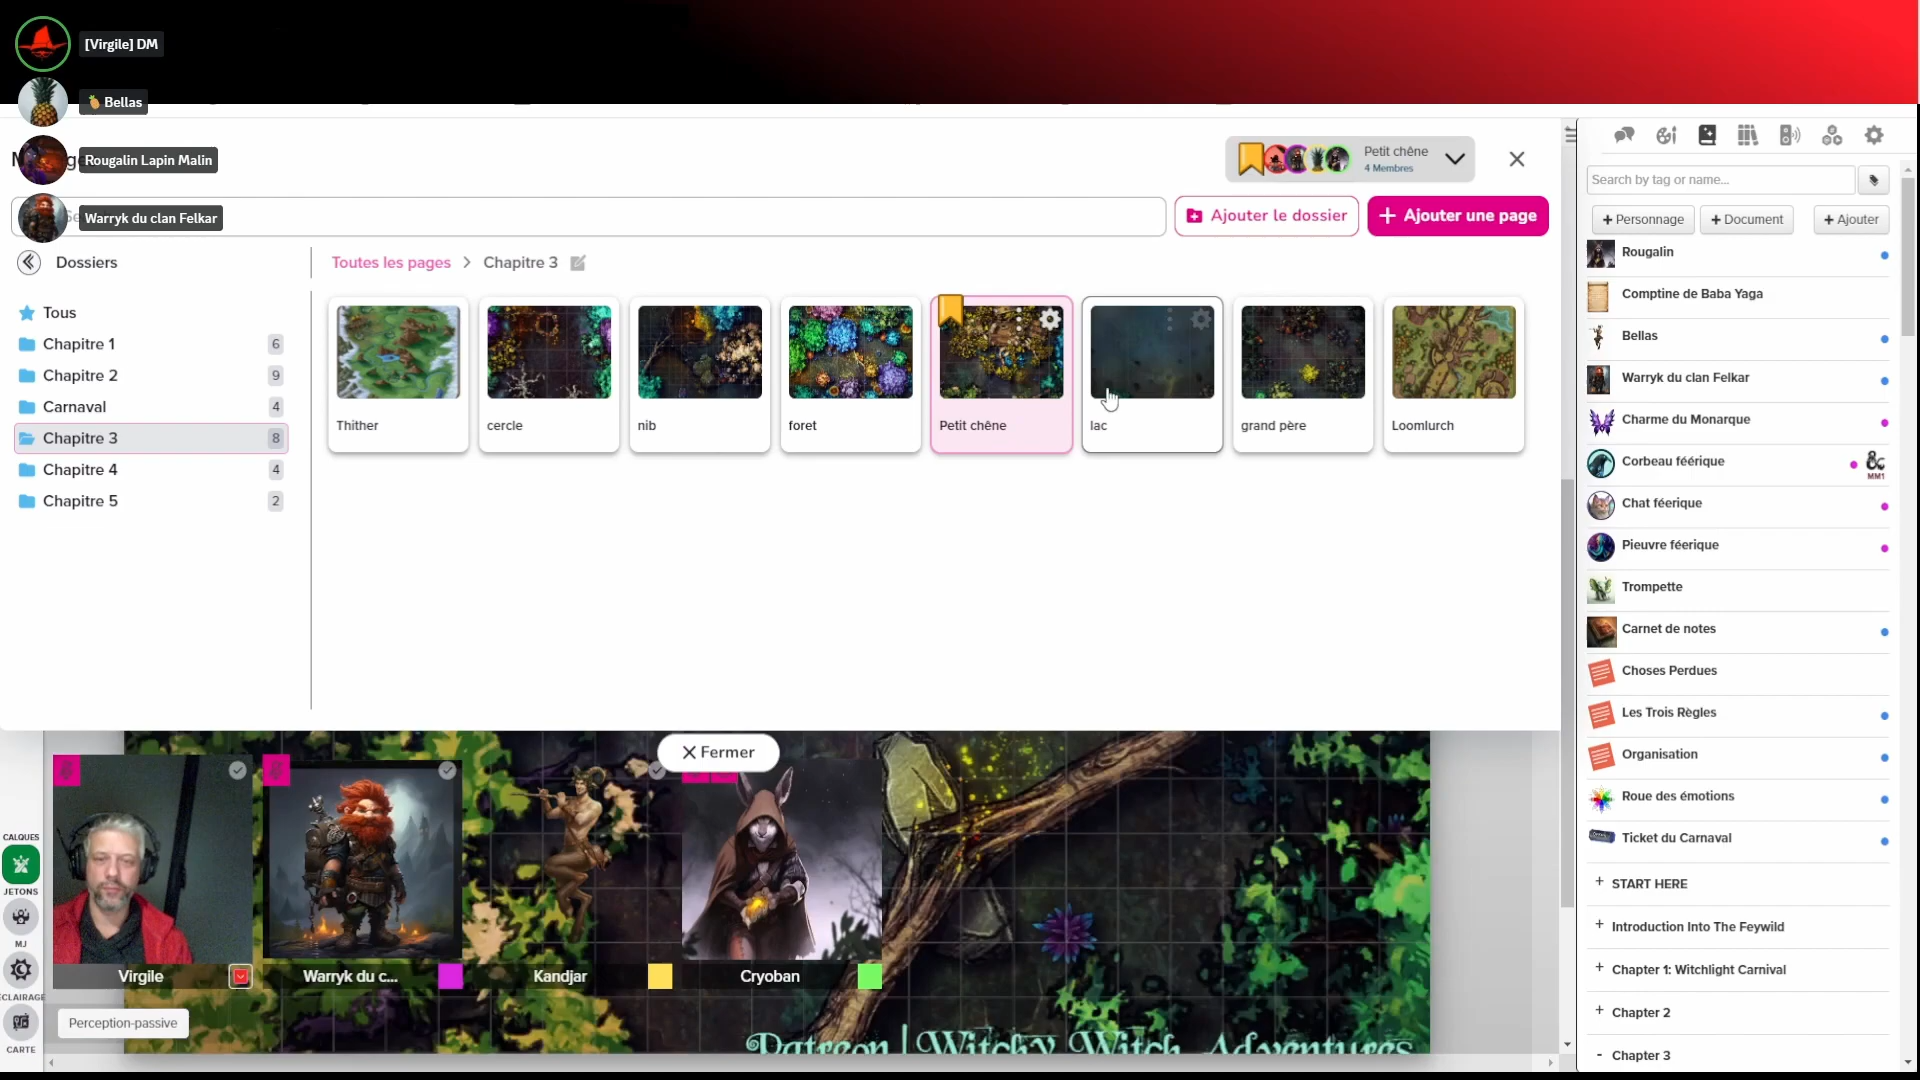 [Virgile] DM
Bellas
Rougalin Lapin Malin
Warryk du clan Felkar
Petit chêne
4 Membres
Ajouter le dossier
+ Ajouter une page
Dossiers
Toutes les pages > Chapitre 3
Tous
Chapitre 1 6
Chapitre 2 9
Carnaval 4
Chapitre 3 8
Chapitre 4 4
Chapitre 5 2
Thither
cercle
nib
foret
Petit chêne
lac
grand père
Loomlurch
Fermer
CALQUES
JETONS
MJ
CARTE
Virgile
Warryk du c...
Kandjar
Cryoban
Perception-passive
Patreon | Witchy Witch Adventures
Search by tag or name...
+ Personnage
+ Document
+ Ajouter
Rougalin
Comptine de Baba Yaga
Bellas
Warryk du clan Felkar
Charme du Monarque
Corbeau féérique
&
MM1
Chat féerique
Pieuvre féerique
Trompette
Carnet de notes
Choses Perdues
Les Trois Règles
Organisation
Roue des émotions
Ticket du Carnaval
+ START HERE
+ Introduction Into The Feywild
+ Chapter 1: Witchlight Carnival
+ Chapter 2
- Chapter 3